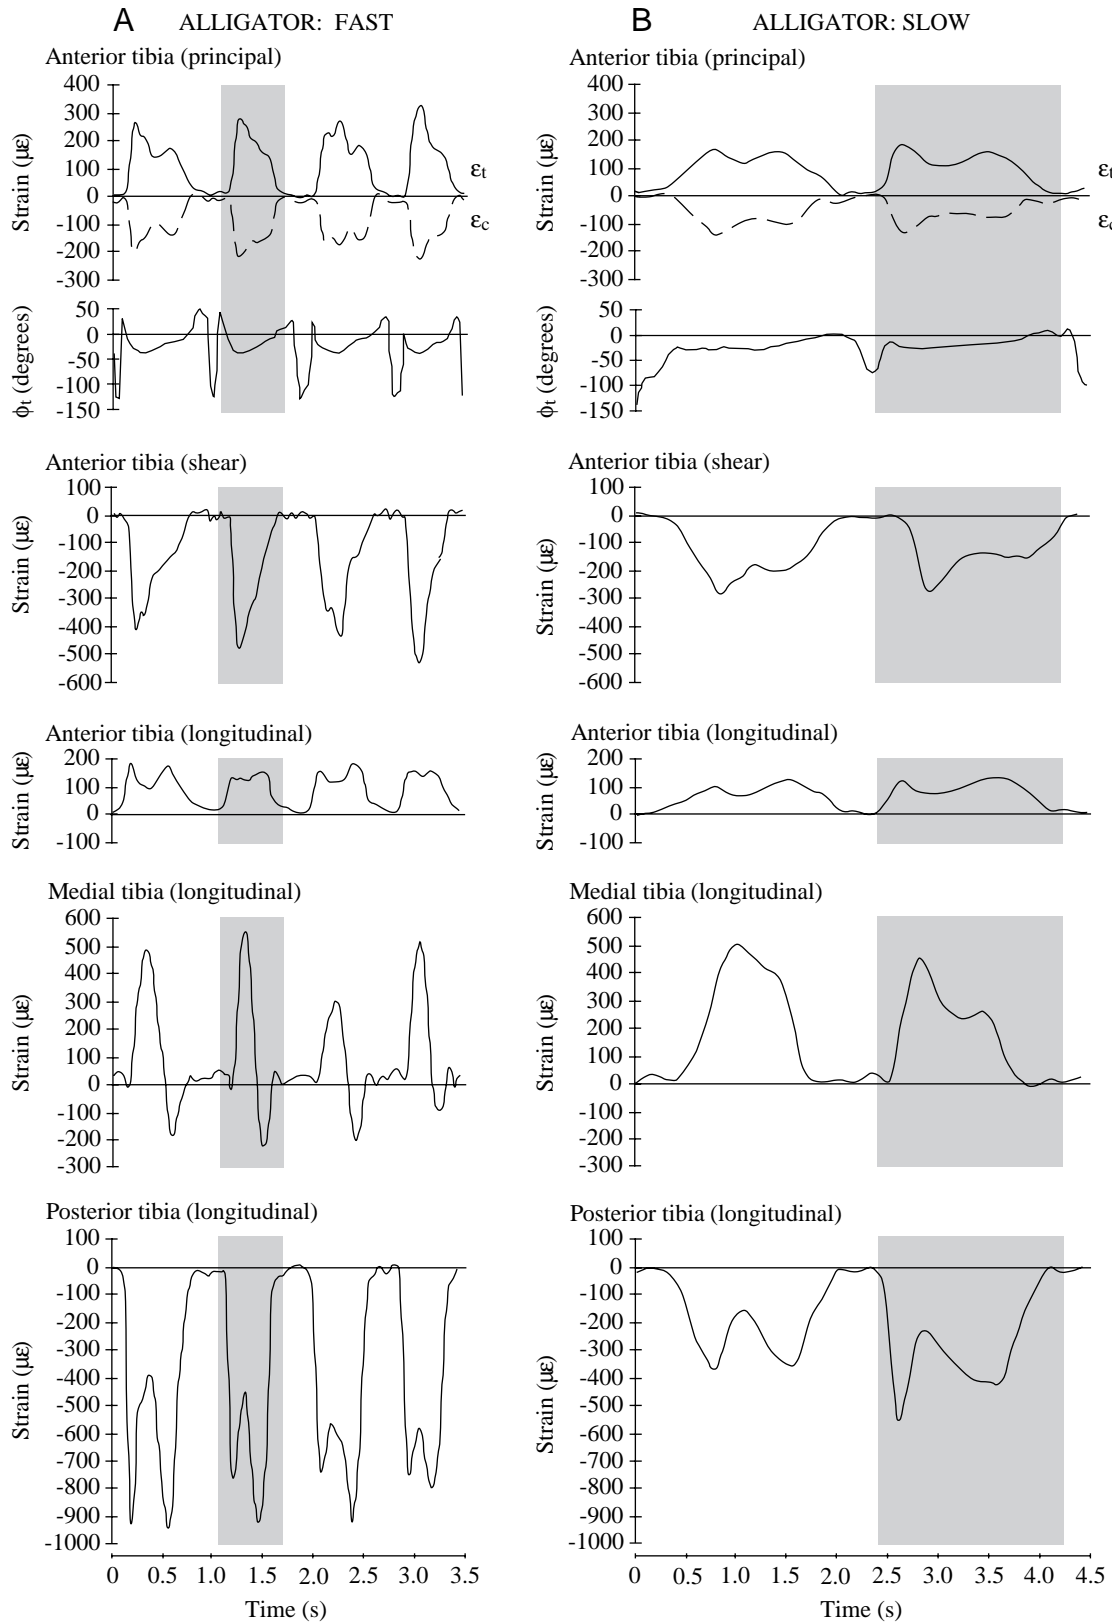 A ALLIGATOR: FAST
Anterior tibia (principal)
400
300
200
100
0
-100
-200
-300
Strain (με)
εt
εc
50
0
-50
-100
-150
ϕt (degrees)
Anterior tibia (shear)
100
0
-100
-200
-300
-400
-500
-600
Strain (με)
Anterior tibia (longitudinal)
200
100
0
-100
Strain (με)
Medial tibia (longitudinal)
600
500
400
300
200
100
0
-100
-200
-300
Strain (με)
Posterior tibia (longitudinal)
100
0
-100
-200
-300
-400
-500
-600
-700
-800
-900
-1000
Strain (με)
0 0.5 1.0 1.5 2.0 2.5 3.0 3.5
Time (s)
B ALLIGATOR: SLOW
Anterior tibia (principal)
400
300
200
100
0
-100
-200
-300
Strain (με)
εt
εc
50
0
-50
-100
-150
ϕt (degrees)
Anterior tibia (shear)
100
0
-100
-200
-300
-400
-500
-600
Strain (με)
Anterior tibia (longitudinal)
200
100
0
-100
Strain (με)
Medial tibia (longitudinal)
600
500
400
300
200
100
0
-100
-200
-300
Strain (με)
Posterior tibia (longitudinal)
100
0
-100
-200
-300
-400
-500
-600
-700
-800
-900
-1000
Strain (με)
0 0.5 1.0 1.5 2.0 2.5 3.0 3.5 4.0 4.5
Time (s)